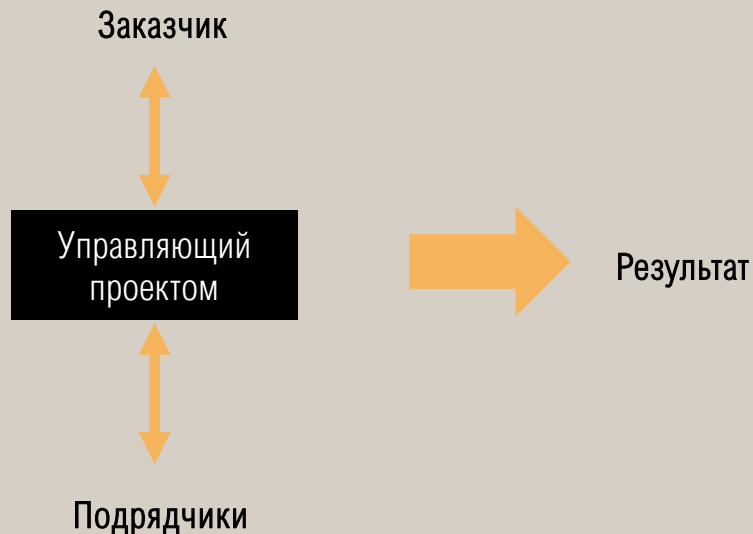 Заказчик
Управляющий
проектом
Результат
Подрядчики